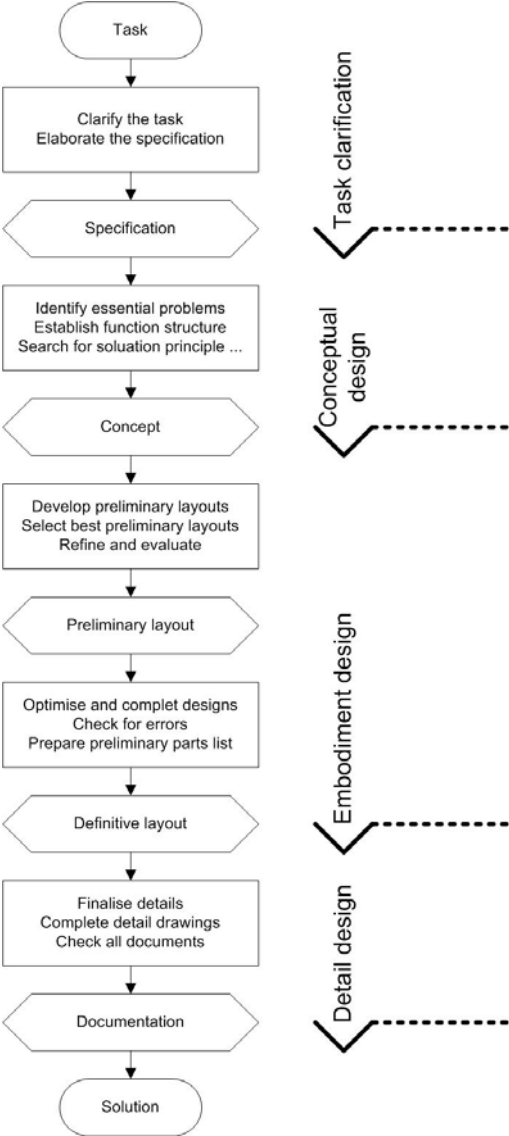 Task
Clarify the task
Elaborate the specification
Task clarification
Specification
Identify essential problems
Establish function structure
Search for soluation principle ...
Conceptual
design
Concept
Develop preliminary layouts
Select best preliminary layouts
Refine and evaluate
Preliminary layout
Embodiment design
Optimise and complet designs
Check for errors
Prepare preliminary parts list
Definitive layout
Finalise details
Complete detail drawings
Check all documents
Detail design
Documentation
Solution